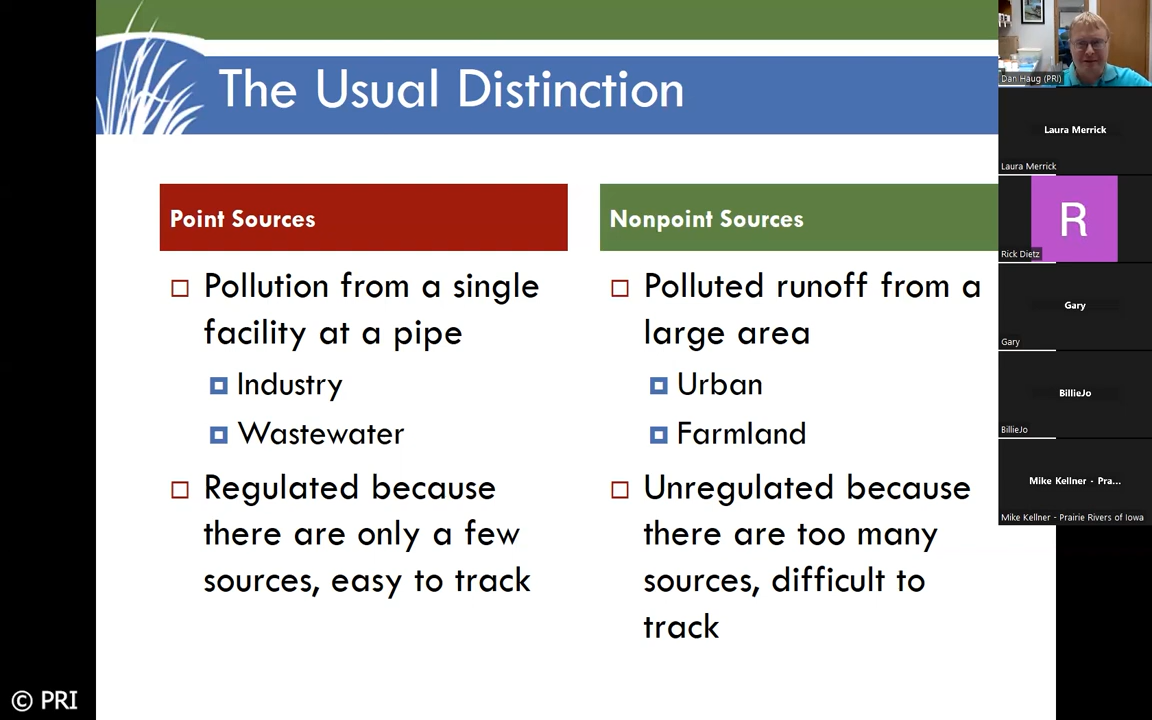 The Usual Distinction
Point Sources
Pollution from a single
facility at a pipe
Industry
Wastewater
Regulated because
there are only a few
sources, easy to track
Nonpoint Sources
Polluted runoff from a
large area
Urban
Farmland
Unregulated because
there are too many
sources, difficult to
track
Dan Haug (PRI)
Laura Merrick
Laura Merrick
R
Rick Dietz
Gary
Gary
BillieJo
BillieJo
Mike Kellner - Pra...
Mike Kellner - Prairie Rivers of Iowa
© PRI